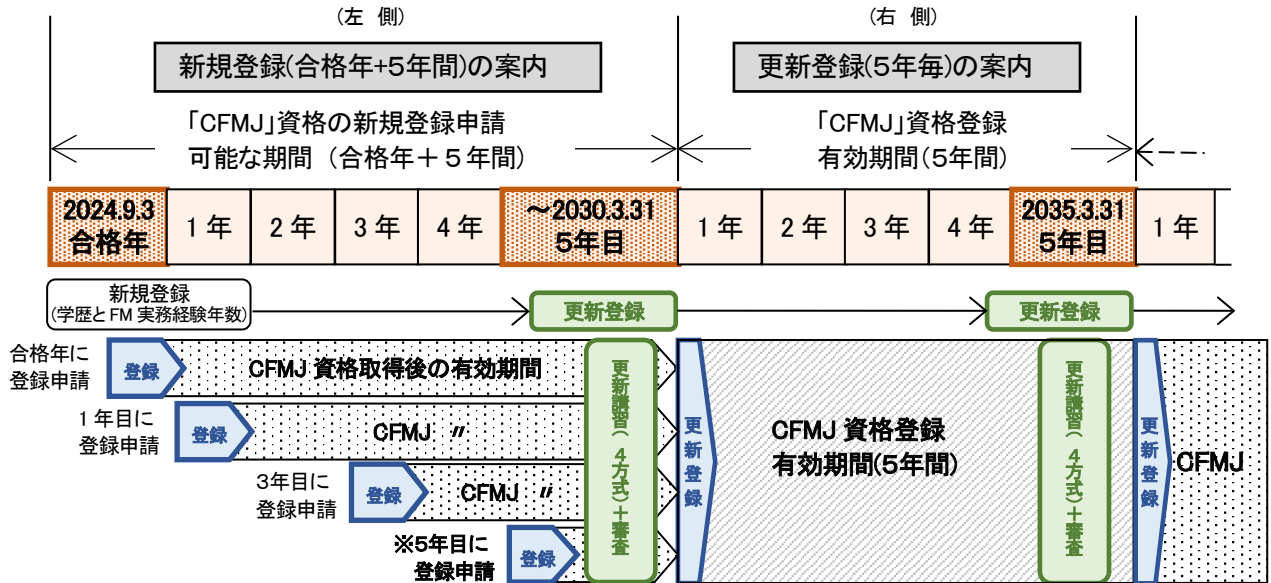 (左 側)
(右 側)
新規登録(合格年+5年間)の案内
更新登録(5年毎)の案内
「CFMJ」資格の新規登録申請
可能な期間 (合格年+5年間)
「CFMJ」資格登録
有効期間(5年間)
2024.9.3
合格年
1年
2年
3年
4年
~2030.3.31
5年目
1年
2年
3年
4年
2035.3.31
5年目
1年
新規登録
(学歴とFM実務経験年数)
更新登録
更新登録
合格年に
登録申請
登録
CFMJ 資格取得後の有効期間
1年目に
登録申請
登録
CFMJ 〃
3年目に
登録申請
登録
CFMJ 〃
※5年目に
登録申請
登録
更新講習(4方式)+審査
更新登録
CFMJ 資格登録
有効期間(5年間)
更新講習(4方式)+審査
更新登録
CFMJ